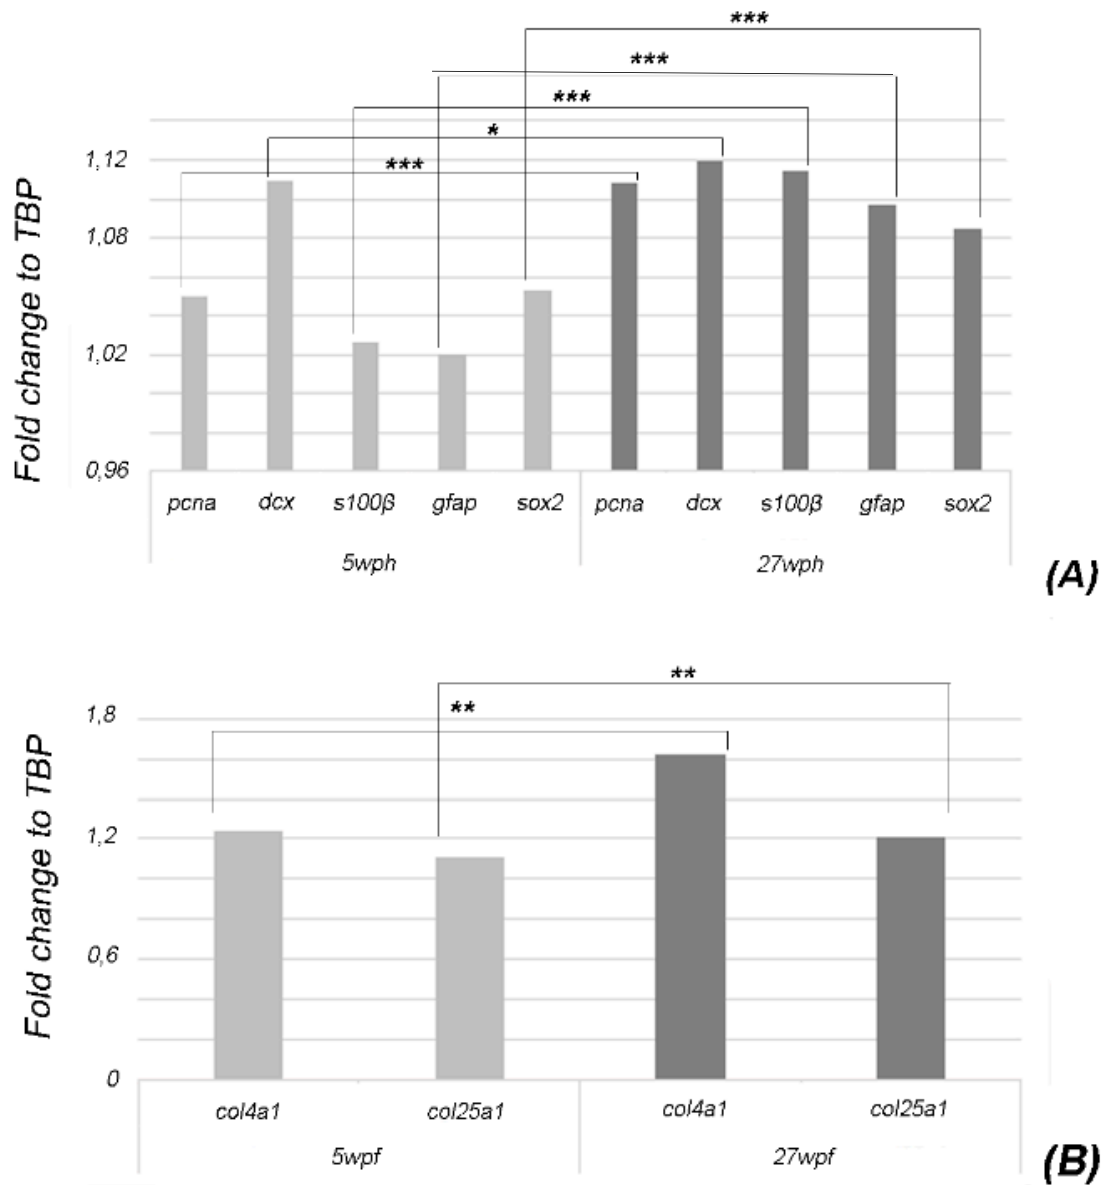 ***
***
***
*
***
Fold change to TBP
1,12
1,08
1,02
0,96
pcna dcx s100β gfap sox2 pcna dcx s100β gfap sox2
5wph 27wph
(A)
**
**
Fold change to TBP
1,8
1,2
0,6
0
col4a1 col25a1 col4a1 col25a1
5wpf 27wpf
(B)